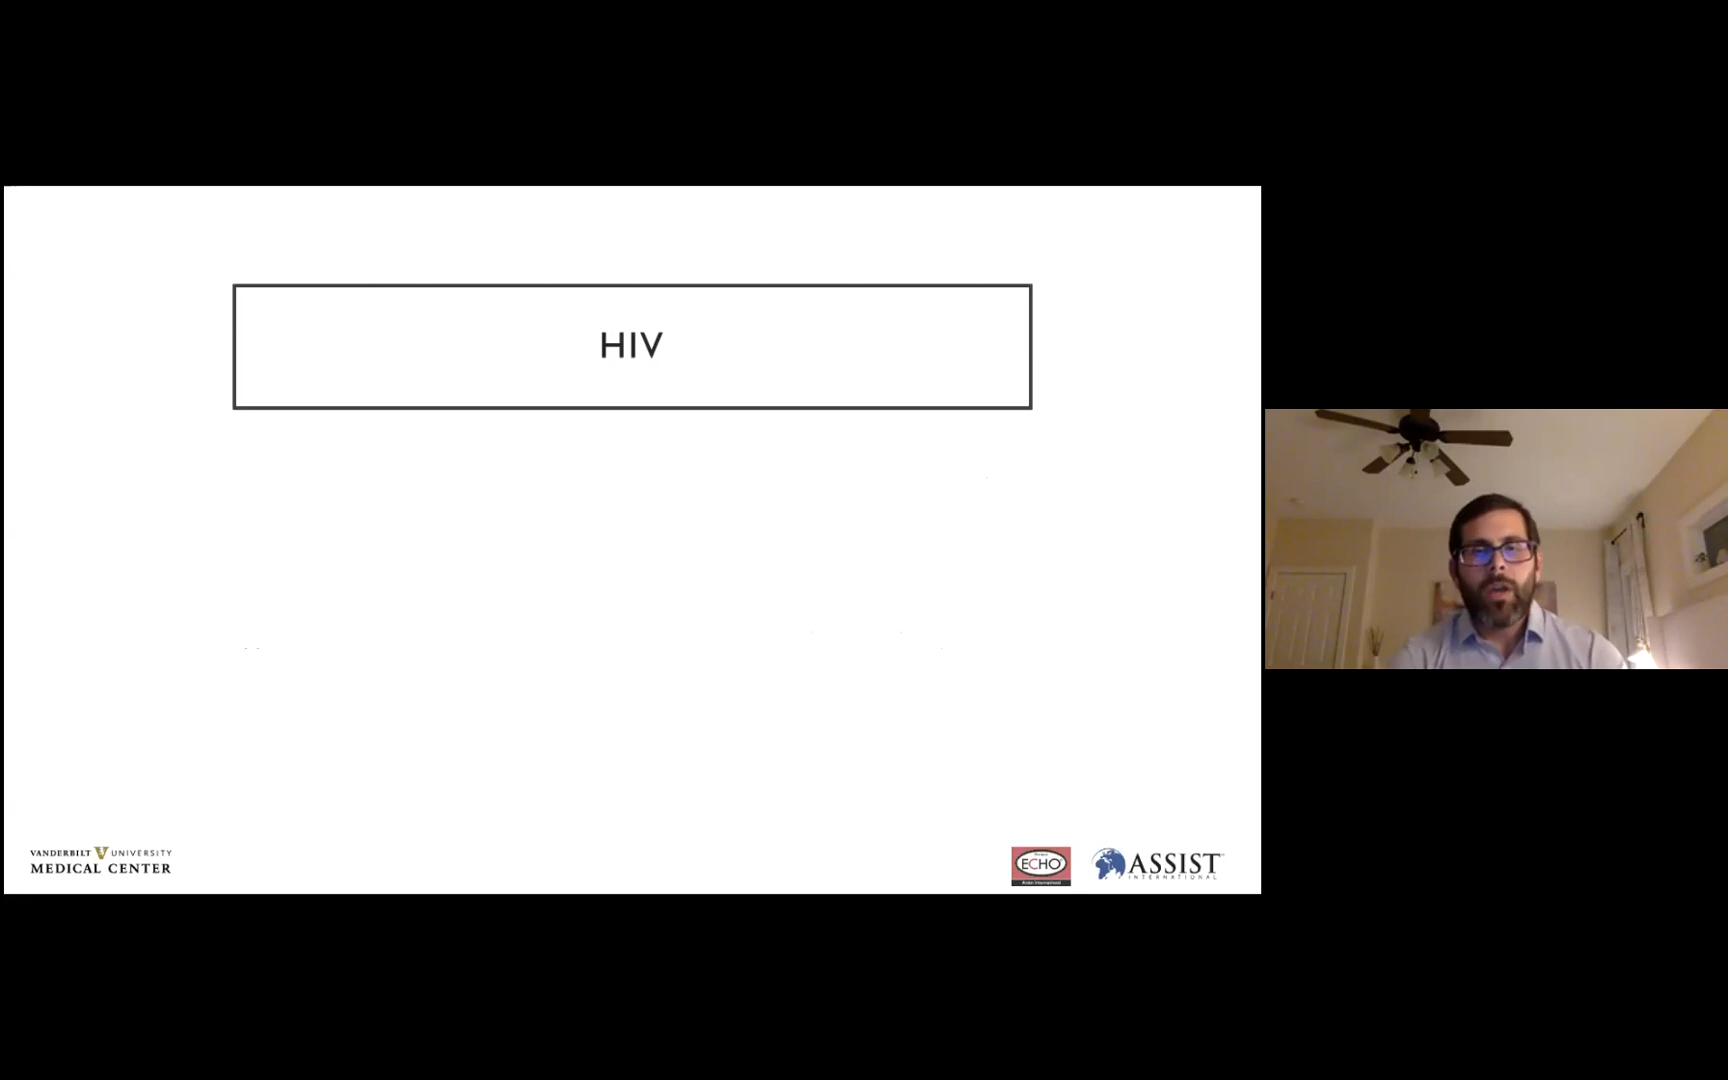 HIV
VANDERBILT UNIVERSITY
MEDICAL CENTER
ECHO
ASSIST
INTERNATIONAL